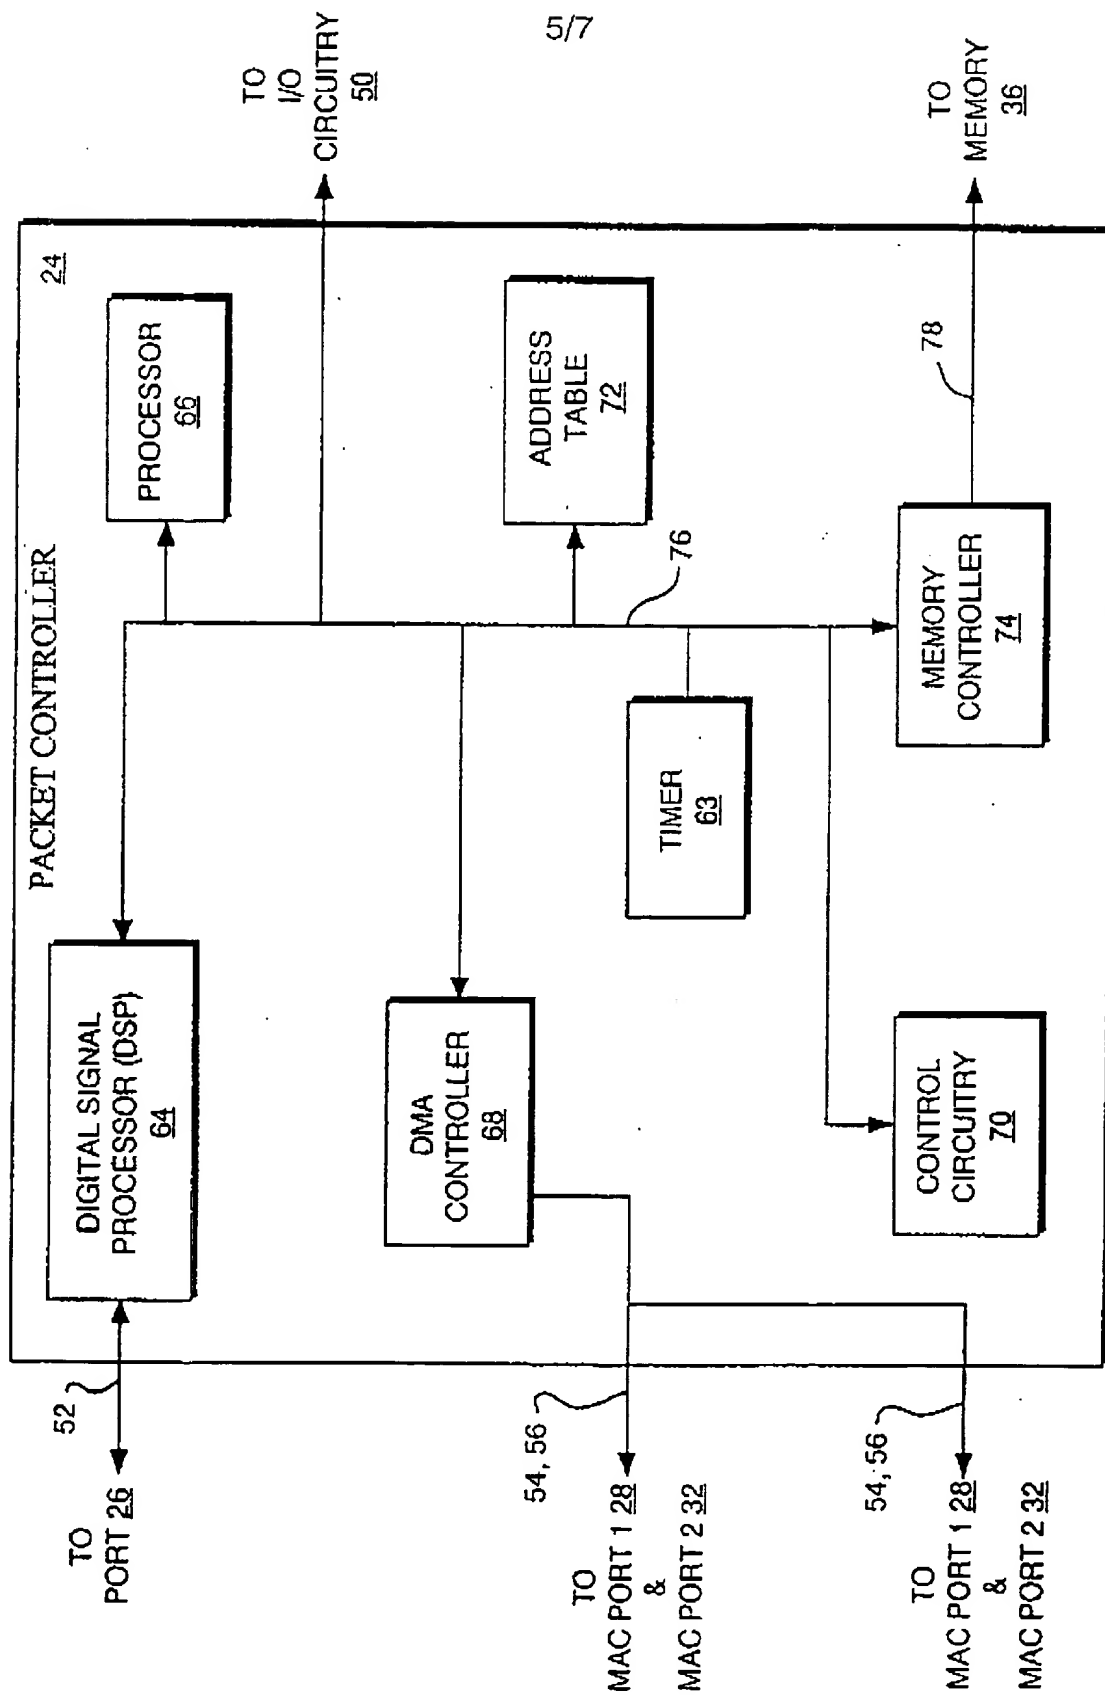 5/7
PACKET CONTROLLER
24
TO
PORT 26
52
DIGITAL SIGNAL
PROCESSOR (DSP)
64
PROCESSOR
66
TO
I/O
CIRCUITRY
50
DMA
CONTROLLER
68
ADDRESS
TABLE
72
54, 56
TO
MAC PORT 1 28
&
MAC PORT 2 32
TIMER
63
76
54, 56
TO
MAC PORT 1 28
&
MAC PORT 2 32
CONTROL
CIRCUITRY
70
MEMORY
CONTROLLER
74
78
TO
MEMORY
36